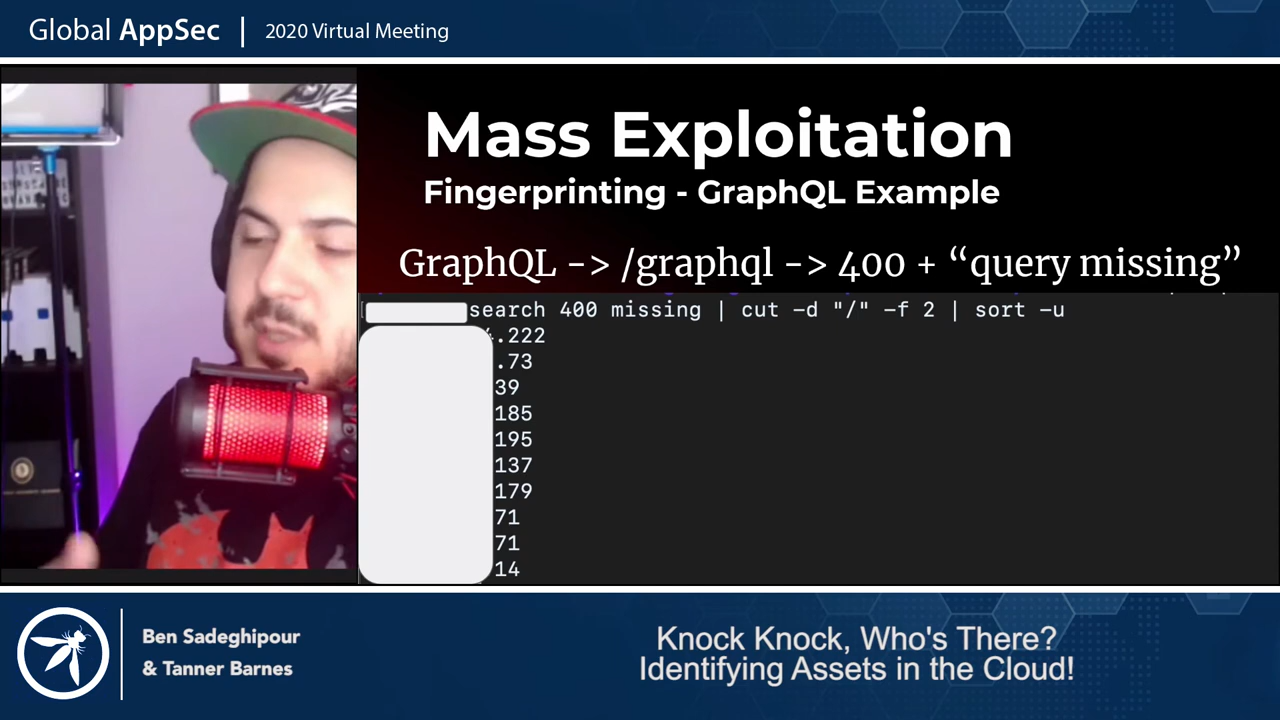 Global AppSec | 2020 Virtual Meeting
Mass Exploitation
Fingerprinting - GraphQL Example
GraphQL -> /graphql -> 400 + “query missing”
search 400 missing | cut -d "/" -f 2 | sort -u
.222
.73
39
185
195
137
179
71
71
14
Ben Sadeghipour
& Tanner Barnes
Knock Knock, Who's There?
Identifying Assets in the Cloud!